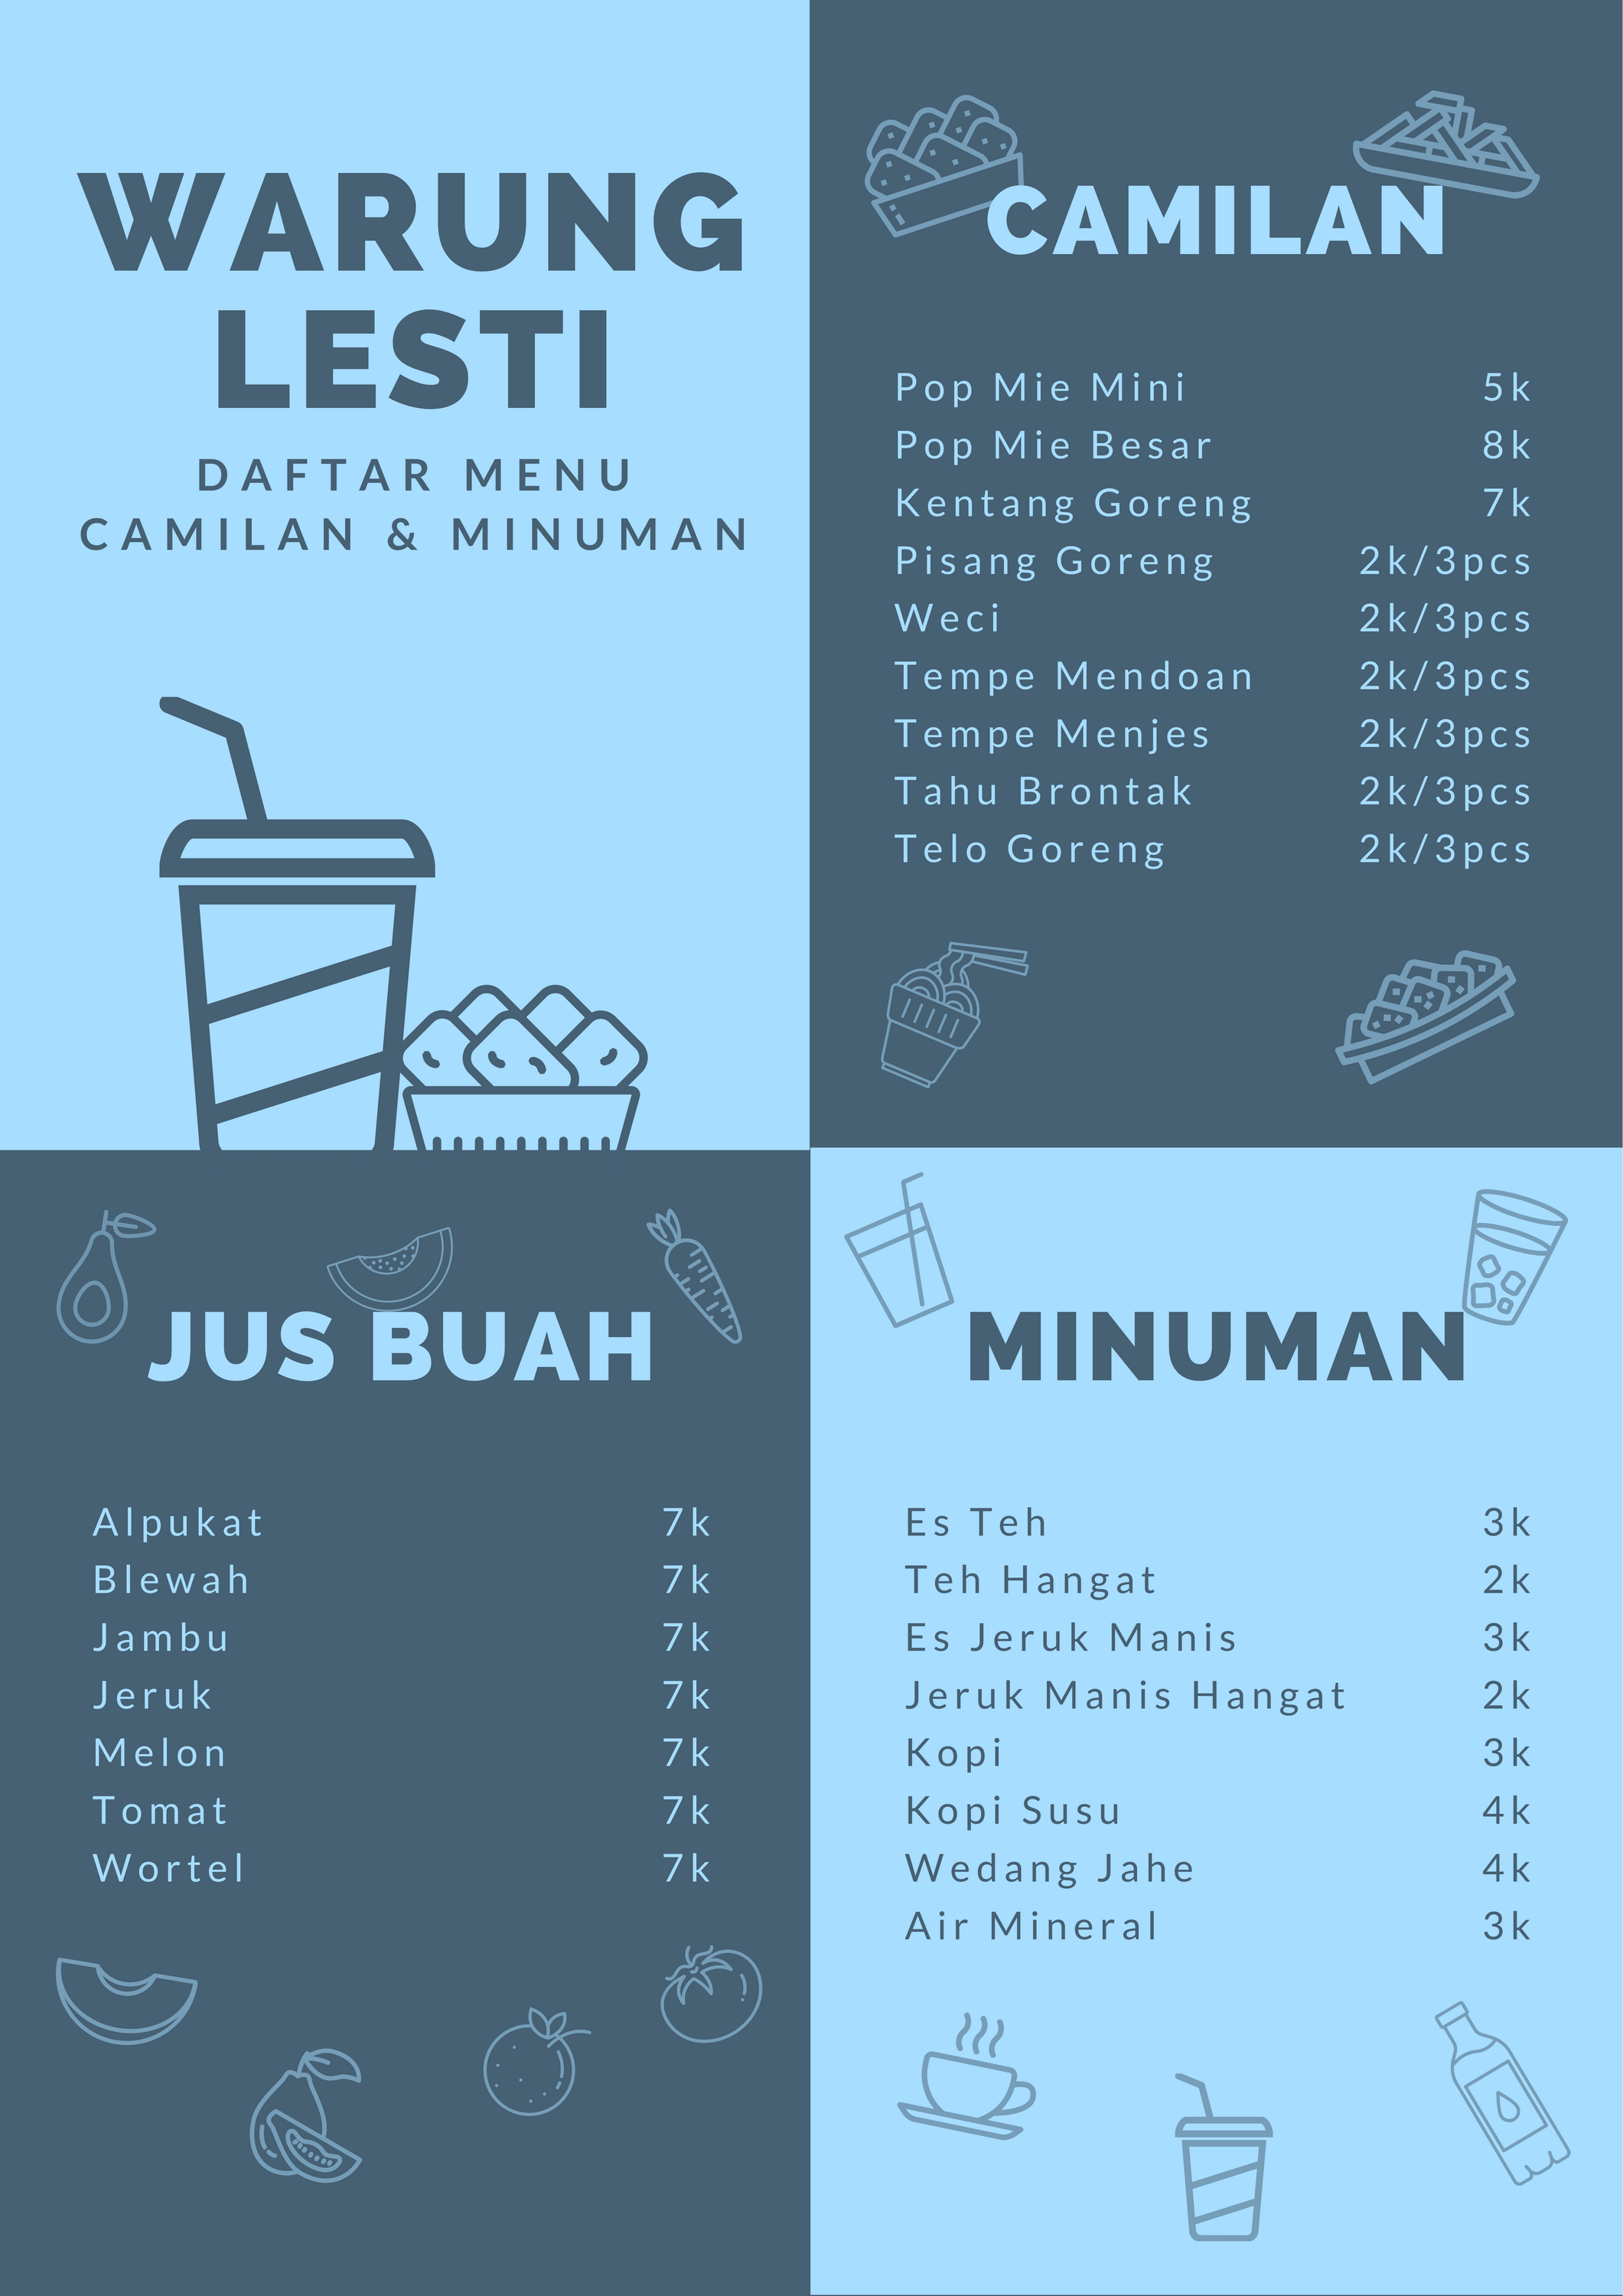 WARUNG
LESTI
DAFTAR MENU
CAMILAN & MINUMAN
CAMILAN
Pop Mie Mini 5k
Pop Mie Besar 8k
Kentang Goreng 7k
Pisang Goreng 2k/3pcs
Weci 2k/3pcs
Tempe Mendoan 2k/3pcs
Tempe Menjes 2k/3pcs
Tahu Brontak 2k/3pcs
Telo Goreng 2k/3pcs
JUS BUAH
Alpukat 7k
Blewah 7k
Jambu 7k
Jeruk 7k
Melon 7k
Tomat 7k
Wortel 7k
MINUMAN
Es Teh 3k
Teh Hangat 2k
Es Jeruk Manis 3k
Jeruk Manis Hangat 2k
Kopi 3k
Kopi Susu 4k
Wedang Jahe 4k
Air Mineral 3k